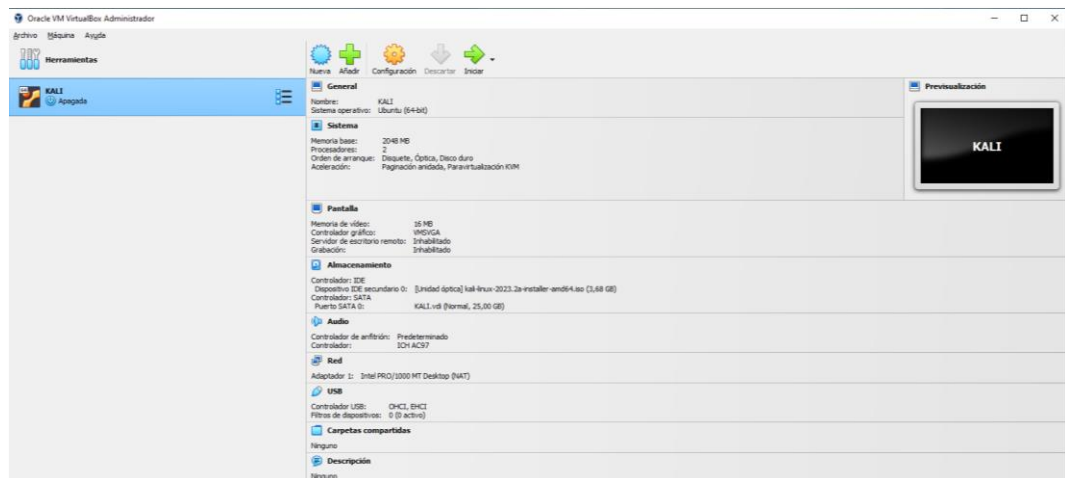 Oracle VM VirtualBox Administrador
Archivo Máquina Ayuda
Herramientas
Nueva Añadir Configuración Descartar Iniciar
KALI
Apagada
General
Nombre: KALI
Sistema operativo: Ubuntu (64-bit)
Previsualización
KALI
Sistema
Memoria base: 2048 MB
Procesadores: 2
Orden de arranque: Disquete, Óptica, Disco duro
Aceleración: Paginación anidada, Paravirtualización KVM
Pantalla
Memoria de vídeo: 16 MB
Controlador gráfico: VMSVGA
Servidor de escritorio remoto: Inhabilitado
Grabación: Inhabilitado
Almacenamiento
Controlador: IDE
Dispositivo IDE secundario 0: [Unidad óptica] kali-linux-2023.2a-installer-amd64.iso (3,68 GB)
Controlador: SATA
Puerto SATA 0: KALI.vdi (Normal, 25,00 GB)
Audio
Controlador de anfitrión: Predeterminado
Controlador: ICH AC97
Red
Adaptador 1: Intel PRO/1000 MT Desktop (NAT)
USB
Controlador USB: OHCI, EHCI
Filtros de dispositivos: 0 (0 activo)
Carpetas compartidas
Ninguno
Descripción
Ninguno